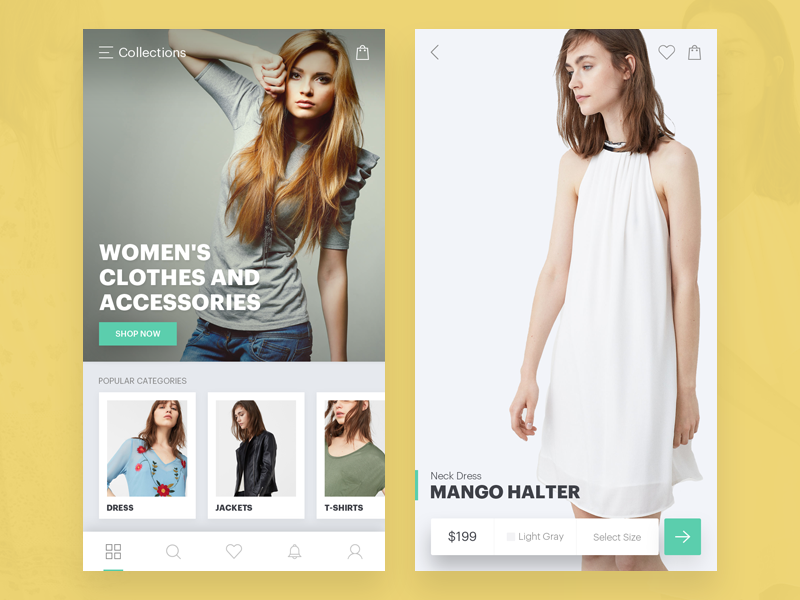 Collections
WOMEN'S
CLOTHES AND
ACCESSORIES
SHOP NOW
POPULAR CATEGORIES
DRESS
JACKETS
T-SHIRTS
Neck Dress
MANGO HALTER
$199
Light Gray
Select Size